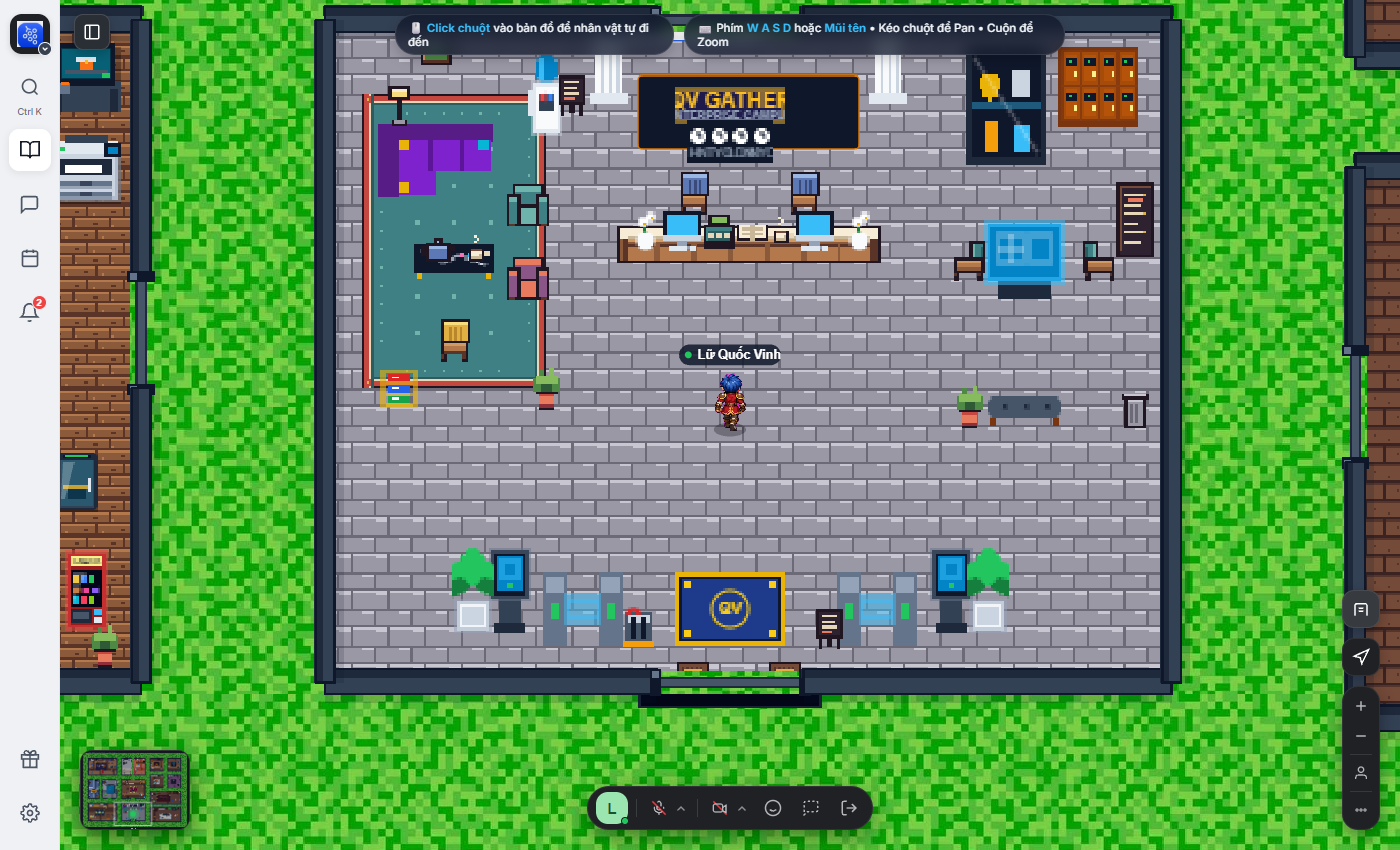 Click chuột vào bản đồ để nhân vật tự đi
đến
Phím W A S D hoặc Mũi tên • Kéo chuột để Pan • Cuộn để
Zoom
Ctrl K
2
QV GATHER
Lữ Quốc Vinh
QV
L